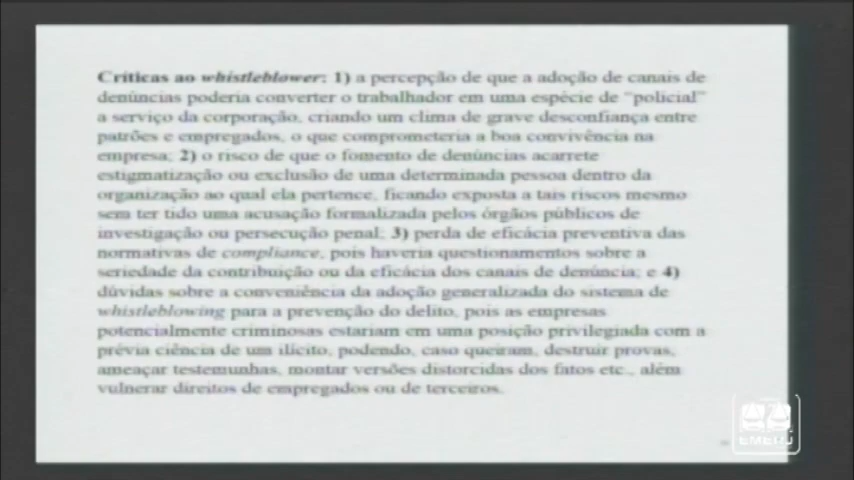 Críticas ao whistleblower: 1) a percepção de que a adoção de canais de
denúncias poderia converter o trabalhador em uma espécie de “policial”
a serviço da corporação, criando um clima de grave desconfiança entre
patrões e empregados, o que comprometeria a boa convivência na
empresa; 2) o risco de que o fomento de denúncias acarrete
estigmatização ou exclusão de uma determinada pessoa dentro da
organização ao qual ela pertence, ficando exposta a tais riscos mesmo
sem ter tido uma acusação formalizada pelos órgãos públicos de
investigação ou persecução penal; 3) perda de eficácia preventiva das
normativas de compliance, pois haveria questionamentos sobre a
seriedade da contribuição ou da eficácia dos canais de denúncia; e 4)
dúvidas sobre a conveniência da adoção generalizada do sistema de
whistleblowing para a prevenção do delito, pois as empresas
potencialmente criminosas estariam em uma posição privilegiada com a
prévia ciência de um ilícito, podendo, caso queiram, destruir provas,
ameaçar testemunhas, montar versões distorcidas dos fatos etc., além
vulnerar direitos de empregados ou de terceiros.
EMERJ